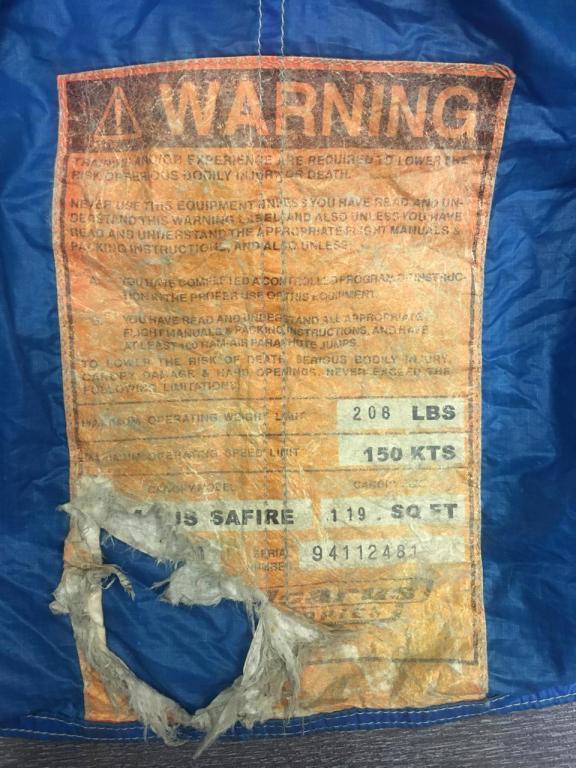 WARNING
TRAINING AND/OR EXPERIENCE ARE REQUIRED TO LOWER THE
RISK OF SERIOUS BODILY INJURY OR DEATH.
NEVER USE THIS EQUIPMENT UNLESS YOU HAVE READ AND UN-
DERSTAND THIS WARNING LABEL, AND ALSO UNLESS YOU HAVE
READ AND UNDERSTAND THE APPROPRIATE FLIGHT MANUALS &
PACKING INSTRUCTIONS, AND ALSO UNLESS:
A. YOU HAVE COMPLETED A CONTROLLED PROGRAM OF INSTRUC-
TION IN THE PROPER USE OF THIS EQUIPMENT.
B. YOU HAVE READ AND UNDERSTAND ALL APPROPRIATE
FLIGHT MANUALS & PACKING INSTRUCTIONS, AND HAVE
AT LEAST 100 RAM-AIR PARACHUTE JUMPS.
TO LOWER THE RISK OF DEATH, SERIOUS BODILY INJURY,
CANOPY DAMAGE & HARD OPENINGS, NEVER EXCEED THE
FOLLOWING LIMITATIONS:
MAXIMUM OPERATING WEIGHT LIMIT 208 LBS
MAXIMUM OPERATING SPEED LIMIT 150 KTS
CANOPY MODEL CANOPY SIZE
US SAFIRE 119. SQ FT
SERIAL
NUMBER 94112481
carus